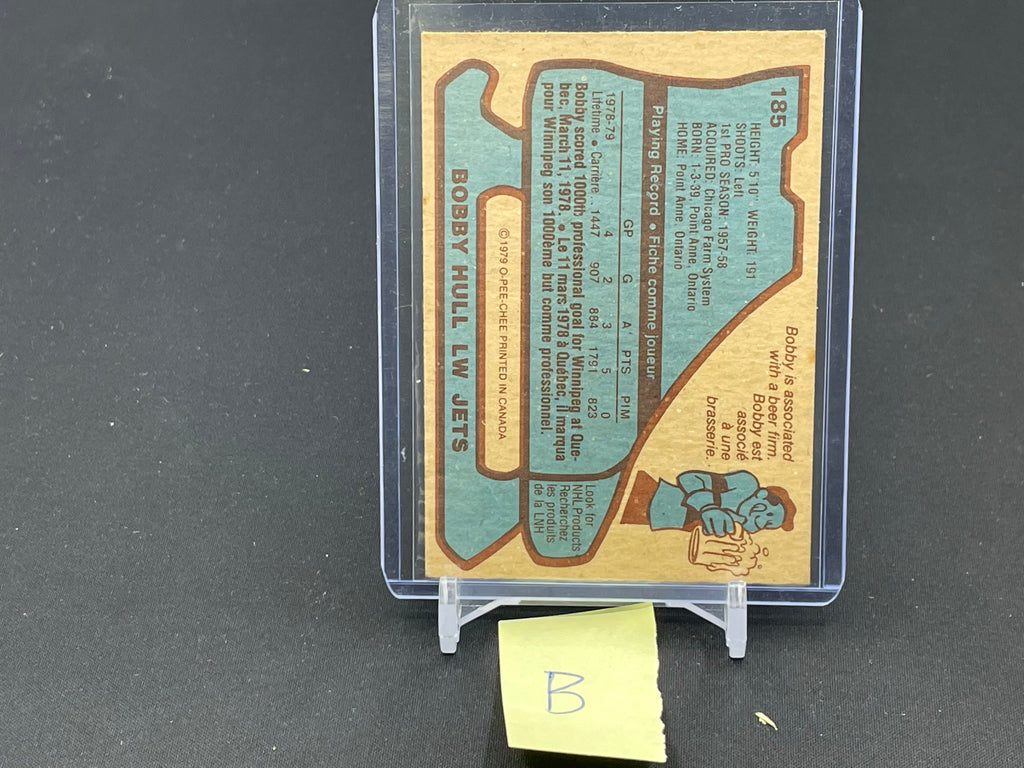 185
HEIGHT: 5'10" WEIGHT: 191
SHOOTS: Left
1st PRO SEASON: 1957-58
ACQUIRED: Chicago Farm System
BORN: 1-3-39, Point Anne, Ontario
HOME: Point Anne, Ontario
Bobby is associated
with a beer firm.
Bobby est
associé
à une
brasserie.
Playing Record • Fiche comme joueur
GP G A' PTS PIM
1978-79 4 2 3 5 0
Lifetime • Carrière.. 1447 907 884 1791 823
Bobby scored 1000th professional goal for Winnipeg at Que-
bec, March 11, 1978. • Le 11 mars 1978 à Québec, il marqua
pour Winnipeg son 1000ème but comme professionnel.
Look for
NHL Products
Recherchez
les produits
de la LNH
©1979 O-PEE-CHEE PRINTED IN CANADA
BOBBY HULL LW JETS
B